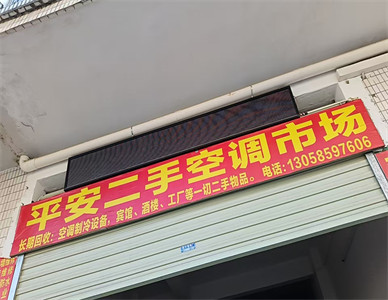 平安二手空调市场
长期回收：空调制冷设备，宾馆、酒楼、工厂等一切二手物品。电话：13058597606